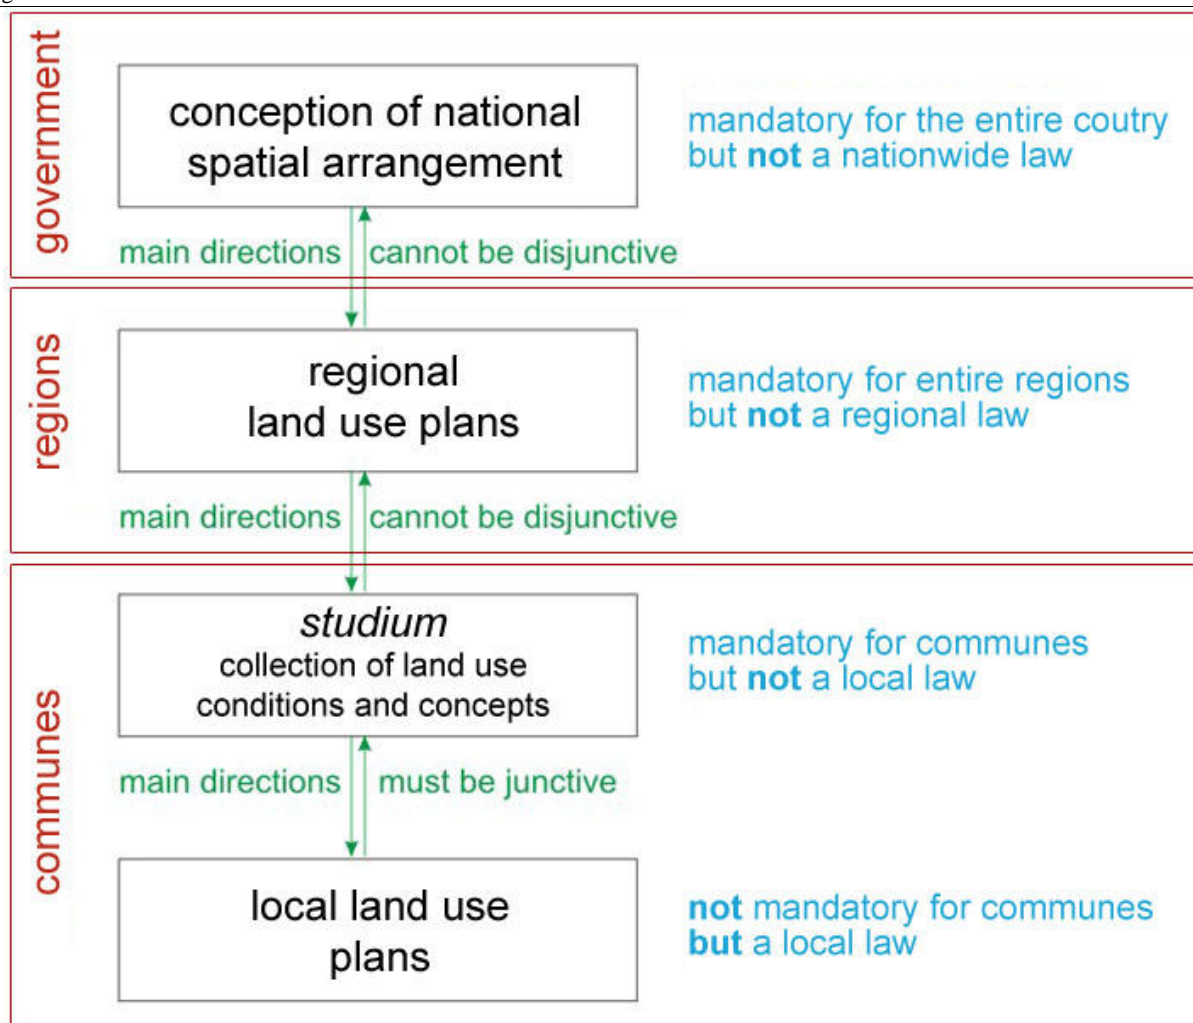 government
conception of national
spatial arrangement
mandatory for the entire coutry
but not a nationwide law
main directions
cannot be disjunctive
regions
regional
land use plans
mandatory for entire regions
but not a regional law
main directions
cannot be disjunctive
communes
studium
collection of land use
conditions and concepts
mandatory for communes
but not a local law
main directions
must be junctive
local land use
plans
not mandatory for communes
but a local law